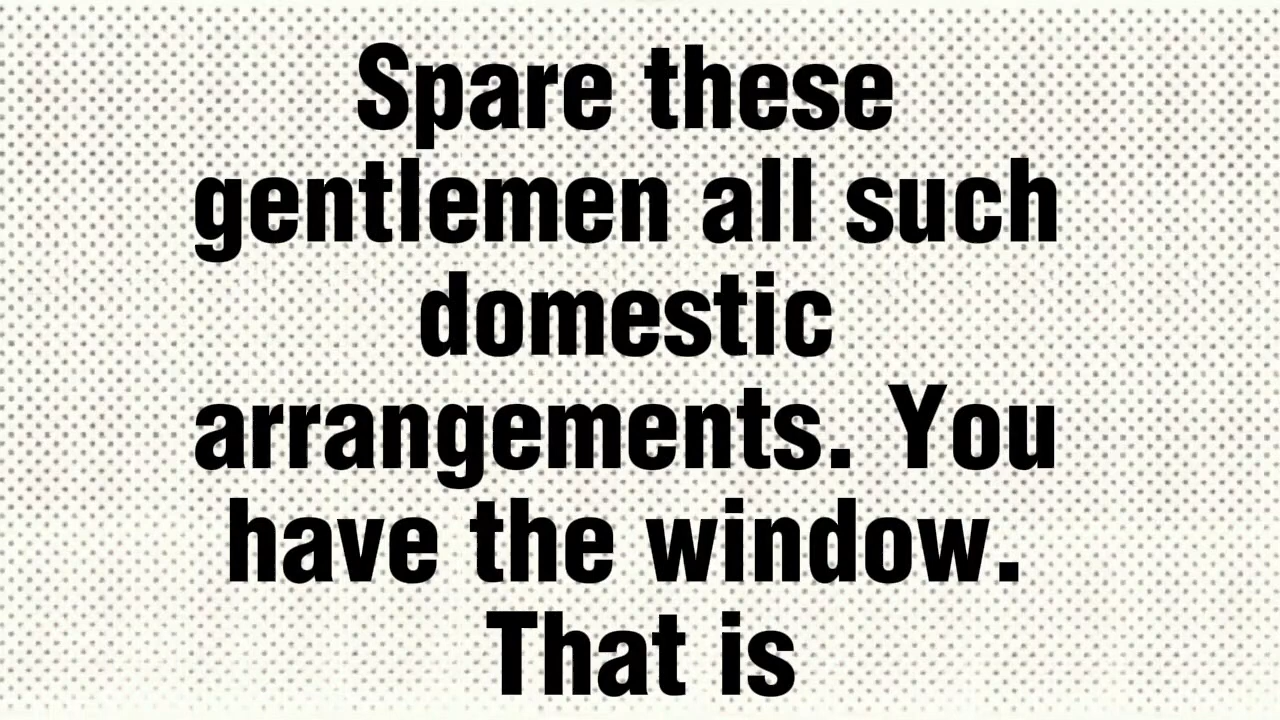 Spare these
gentlemen all such
domestic
arrangements. You
have the window.
That is